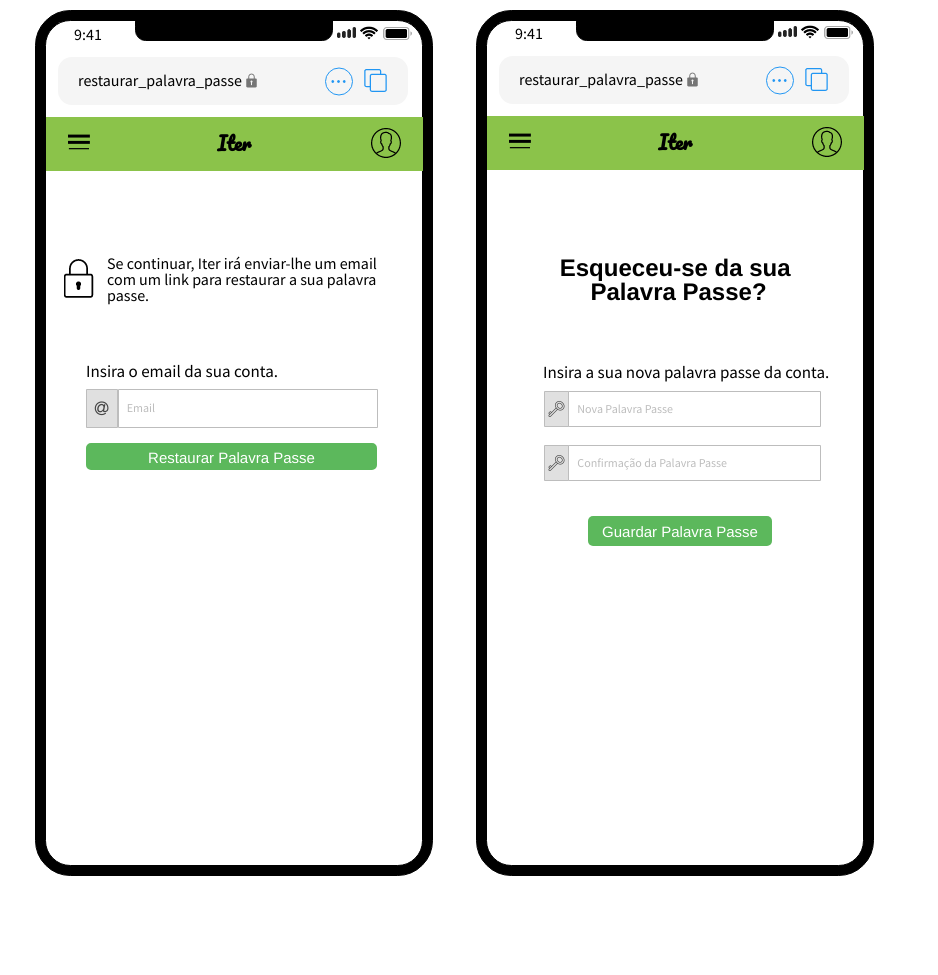 9:41
restaurar_palavra_passe
Iter
Se continuar, Iter irá enviar-lhe um email
com um link para restaurar a sua palavra
passe.
Insira o email da sua conta.
@ Email
Restaurar Palavra Passe
9:41
restaurar_palavra_passe
Iter
Esqueceu-se da sua
Palavra Passe?
Insira a sua nova palavra passe da conta.
Nova Palavra Passe
Confirmação da Palavra Passe
Guardar Palavra Passe